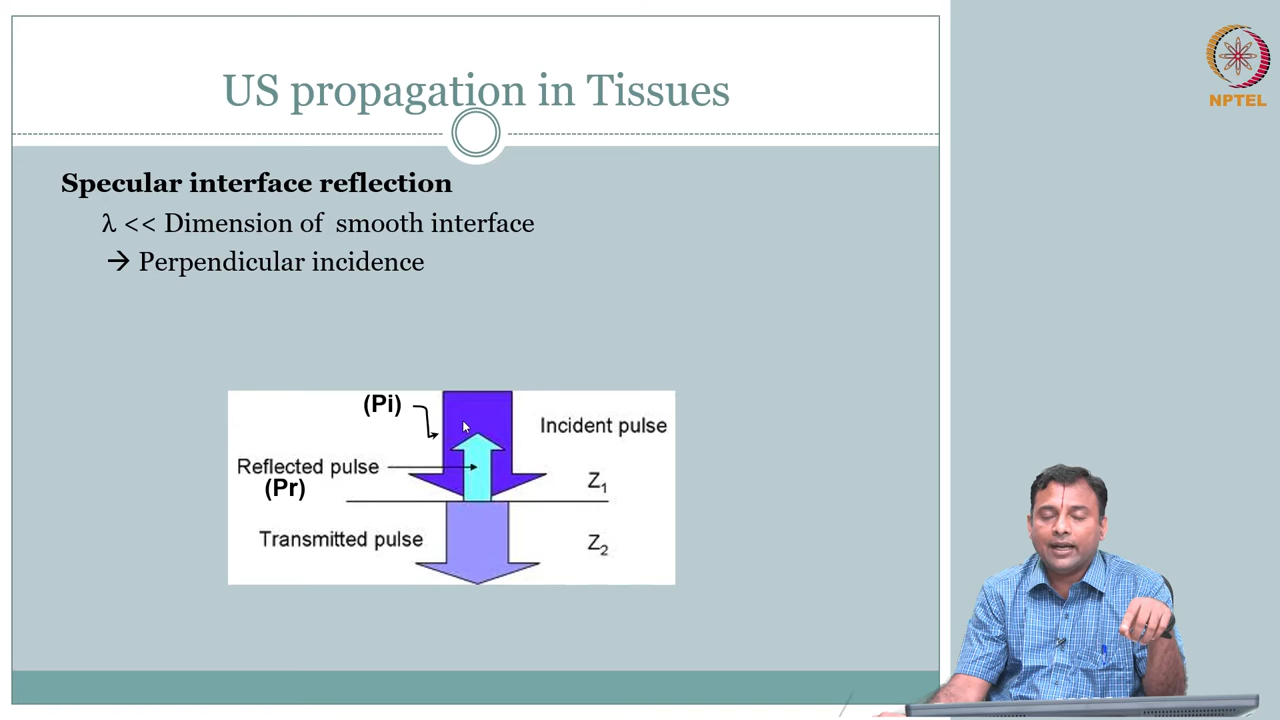 US propagation in Tissues
NPTEL
Specular interface reflection
λ << Dimension of smooth interface
→ Perpendicular incidence
(Pi)
Incident pulse
Reflected pulse
(Pr)
Z1
Transmitted pulse
Z2